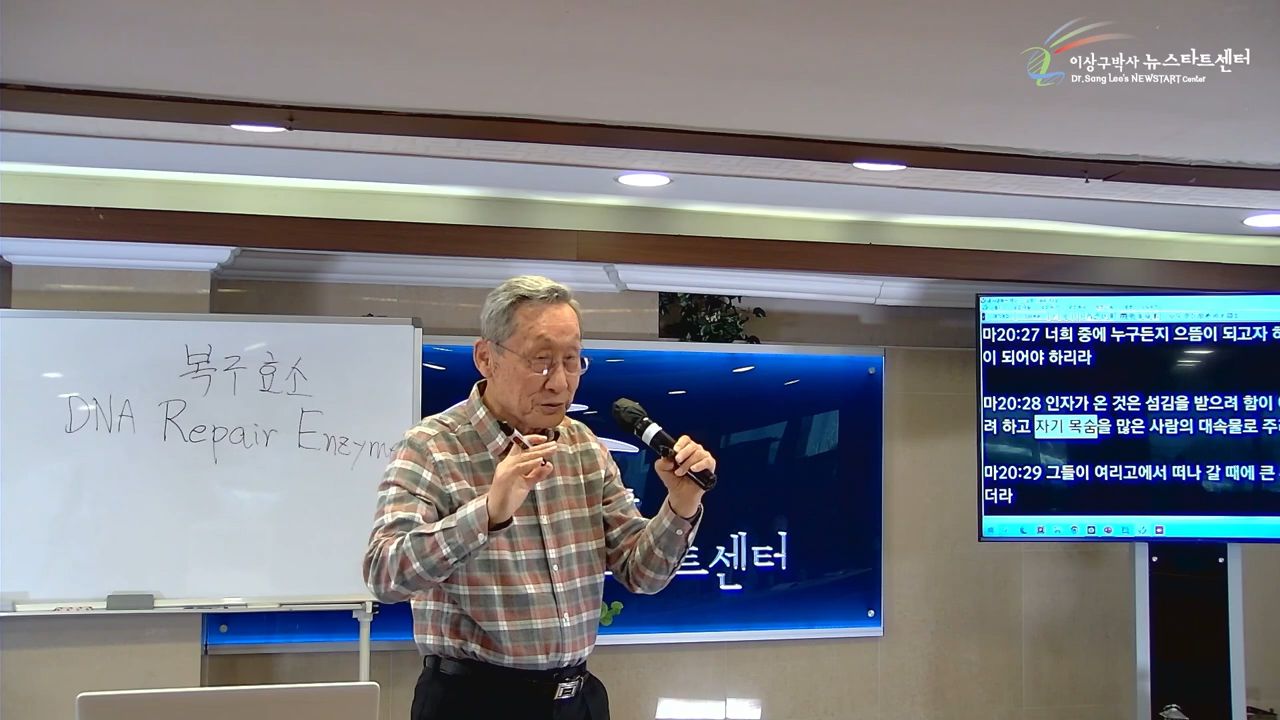 이상구박사 뉴스타트센터
Dr. Sang Lee's NEWSTART Center
복구효소
DNA Repair Enzyme
트센터
마20:27 너희 중에 누구든지 으뜸이 되고자
이 되어야 하리라
마20:28 인자가 온 것은 섬김을 받으려 함이
려 하고 자기 목숨을 많은 사람의 대속물로
마20:29 그들이 여리고에서 떠나 갈 때에 큰
더라